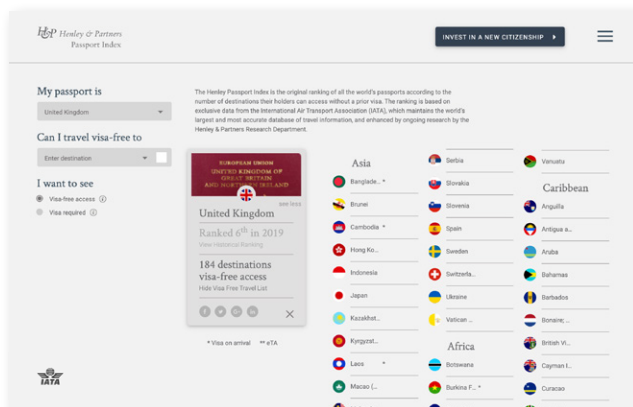 H&P Henley & Partners
Passport Index
INVEST IN A NEW CITIZENSHIP
My passport is
United Kingdom
Can I travel visa-free to
Enter destination
I want to see
Visa-free access
Visa required
The Henley Passport Index is the original ranking of all the world's passports according to the
number of destinations their holders can access without a prior visa. The ranking is based on
exclusive data from the International Air Transport Association (IATA), which maintains the world's
largest and most accurate database of travel information, and enhanced by ongoing research by the
Henley & Partners Research Department.
EUROPEAN UNION
UNITED KINGDOM OF
GREAT BRITAIN
AND NORTHERN IRELAND
see less
United Kingdom
Ranked 6th in 2019
View Historical Ranking
184 destinations
visa-free access
Hide Visa Free Travel List
* Visa on arrival ** eTA
Asia
Banglade... *
Brunei
Cambodia *
Hong Ko...
Indonesia
Japan
Kazakhst...
Kyrgyzst...
Laos *
Macao (...
Serbia
Slovakia
Slovenia
Spain
Sweden
Switzerla...
Ukraine
Vatican ...
Africa
Botswana
Burkina F... *
Vanuatu
Caribbean
Anguilla
Antigua a...
Aruba
Bahamas
Barbados
Bonaire; ...
British Vi...
Cayman I...
Curacao
IATA